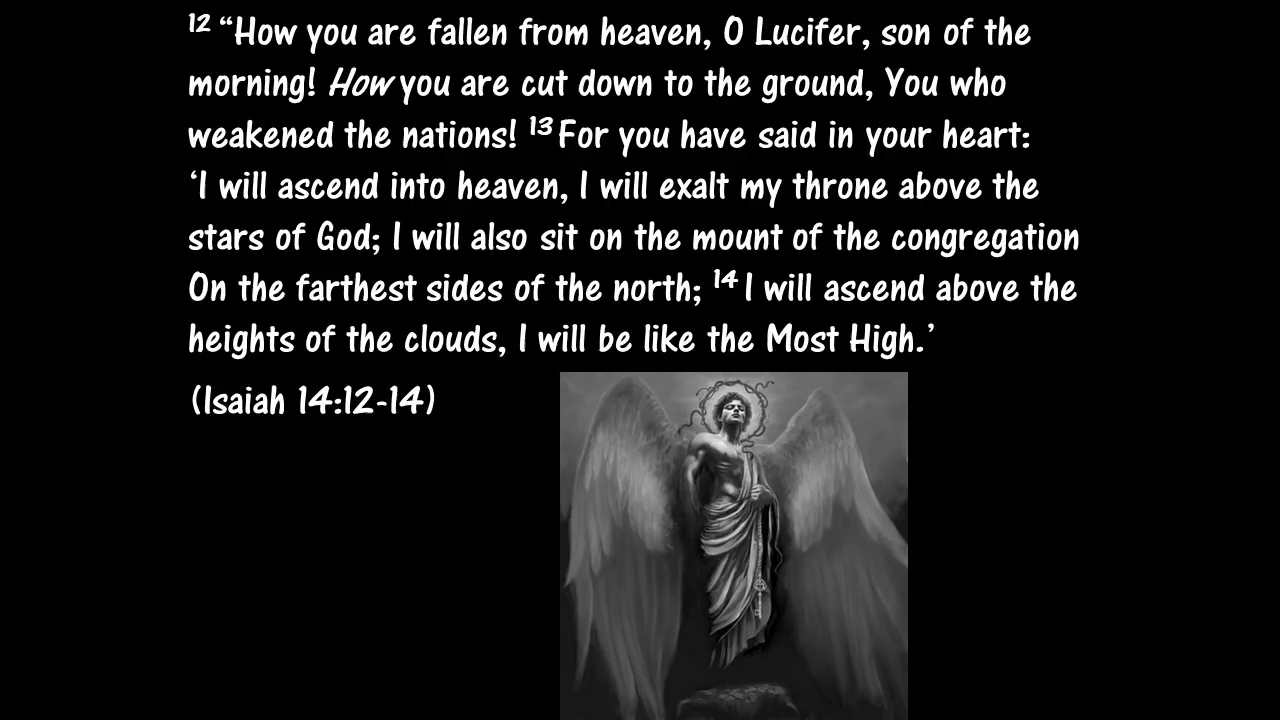 12 “How you are fallen from heaven, O Lucifer, son of the
morning! How you are cut down to the ground, You who
weakened the nations! 13 For you have said in your heart:
‘I will ascend into heaven, I will exalt my throne above the
stars of God; I will also sit on the mount of the congregation
On the farthest sides of the north; 14 I will ascend above the
heights of the clouds, I will be like the Most High.’
(Isaiah 14:12-14)